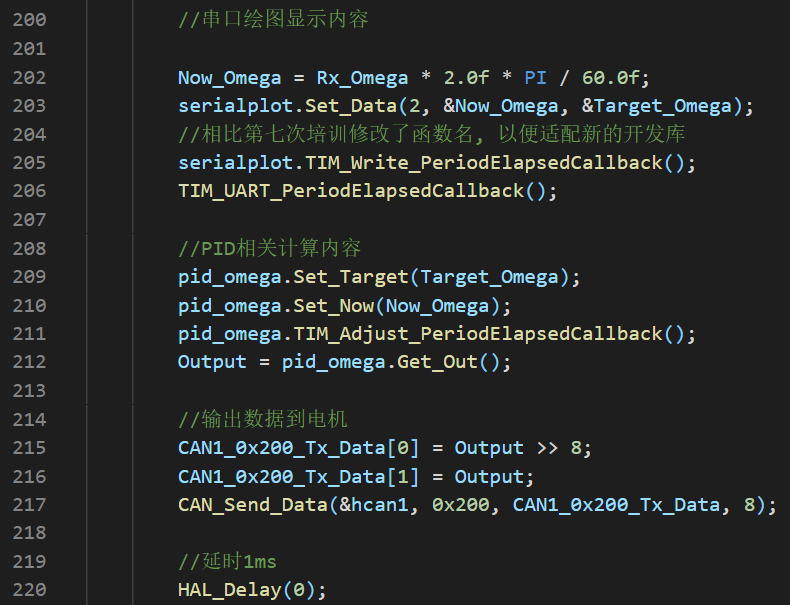 200 //串口绘图显示内容
201
202 Now_Omega = Rx_Omega * 2.0f * PI / 60.0f;
203 serialplot.Set_Data(2, &Now_Omega, &Target_Omega);
204 //相比第七次培训修改了函数名, 以便适配新的开发库
205 serialplot.TIM_Write_PeriodElapsedCallback();
206 TIM_UART_PeriodElapsedCallback();
207
208 //PID相关计算内容
209 pid_omega.Set_Target(Target_Omega);
210 pid_omega.Set_Now(Now_Omega);
211 pid_omega.TIM_Adjust_PeriodElapsedCallback();
212 Output = pid_omega.Get_Out();
213
214 //输出数据到电机
215 CAN1_0x200_Tx_Data[0] = Output >> 8;
216 CAN1_0x200_Tx_Data[1] = Output;
217 CAN_Send_Data(&hcan1, 0x200, CAN1_0x200_Tx_Data, 8);
218
219 //延时1ms
220 HAL_Delay(0);